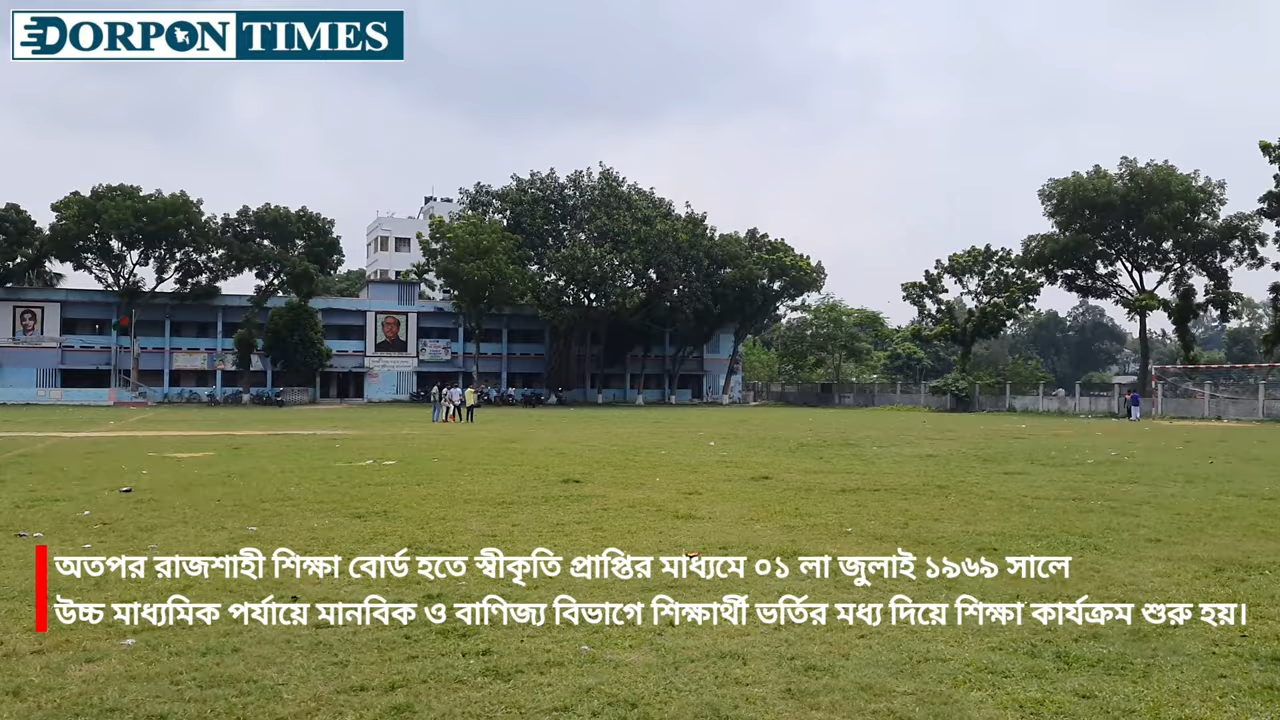 DORPON TIMES
অতপর রাজশাহী শিক্ষা বোর্ড হতে স্বীকৃতি প্রাপ্তির মাধ্যমে ০১ লা জুলাই ১৯৬৯ সালে
উচ্চ মাধ্যমিক পর্যায়ে মানবিক ও বাণিজ্য বিভাগে শিক্ষার্থী ভর্তির মধ্য দিয়ে শিক্ষা কার্যক্রম শুরু হয়।